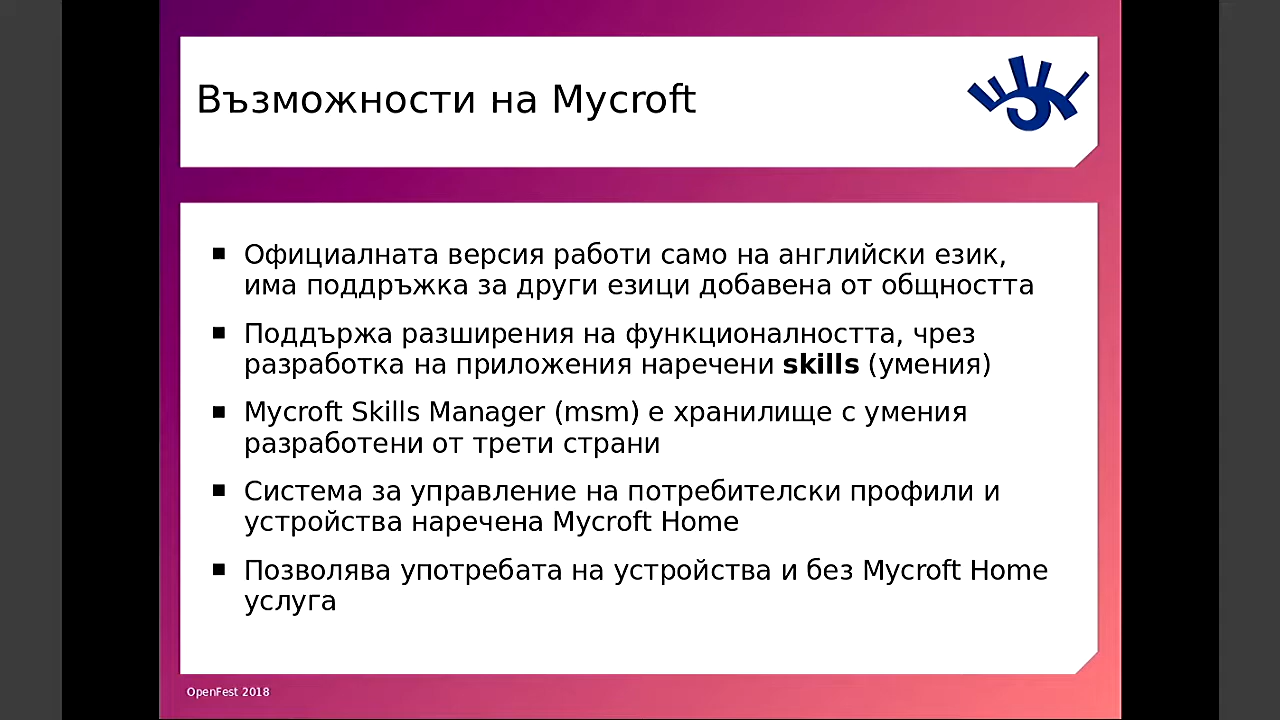 Възможности на Mycroft
Официалната версия работи само на английски език,
има поддръжка за други езици добавена от общността
Поддържа разширения на функционалността, чрез
разработка на приложения наречени skills (умения)
Mycroft Skills Manager (msm) е хранилище с умения
разработени от трети страни
Система за управление на потребителски профили и
устройства наречена Mycroft Home
Позволява употребата на устройства и без Mycroft Home
услуга
OpenFest 2018